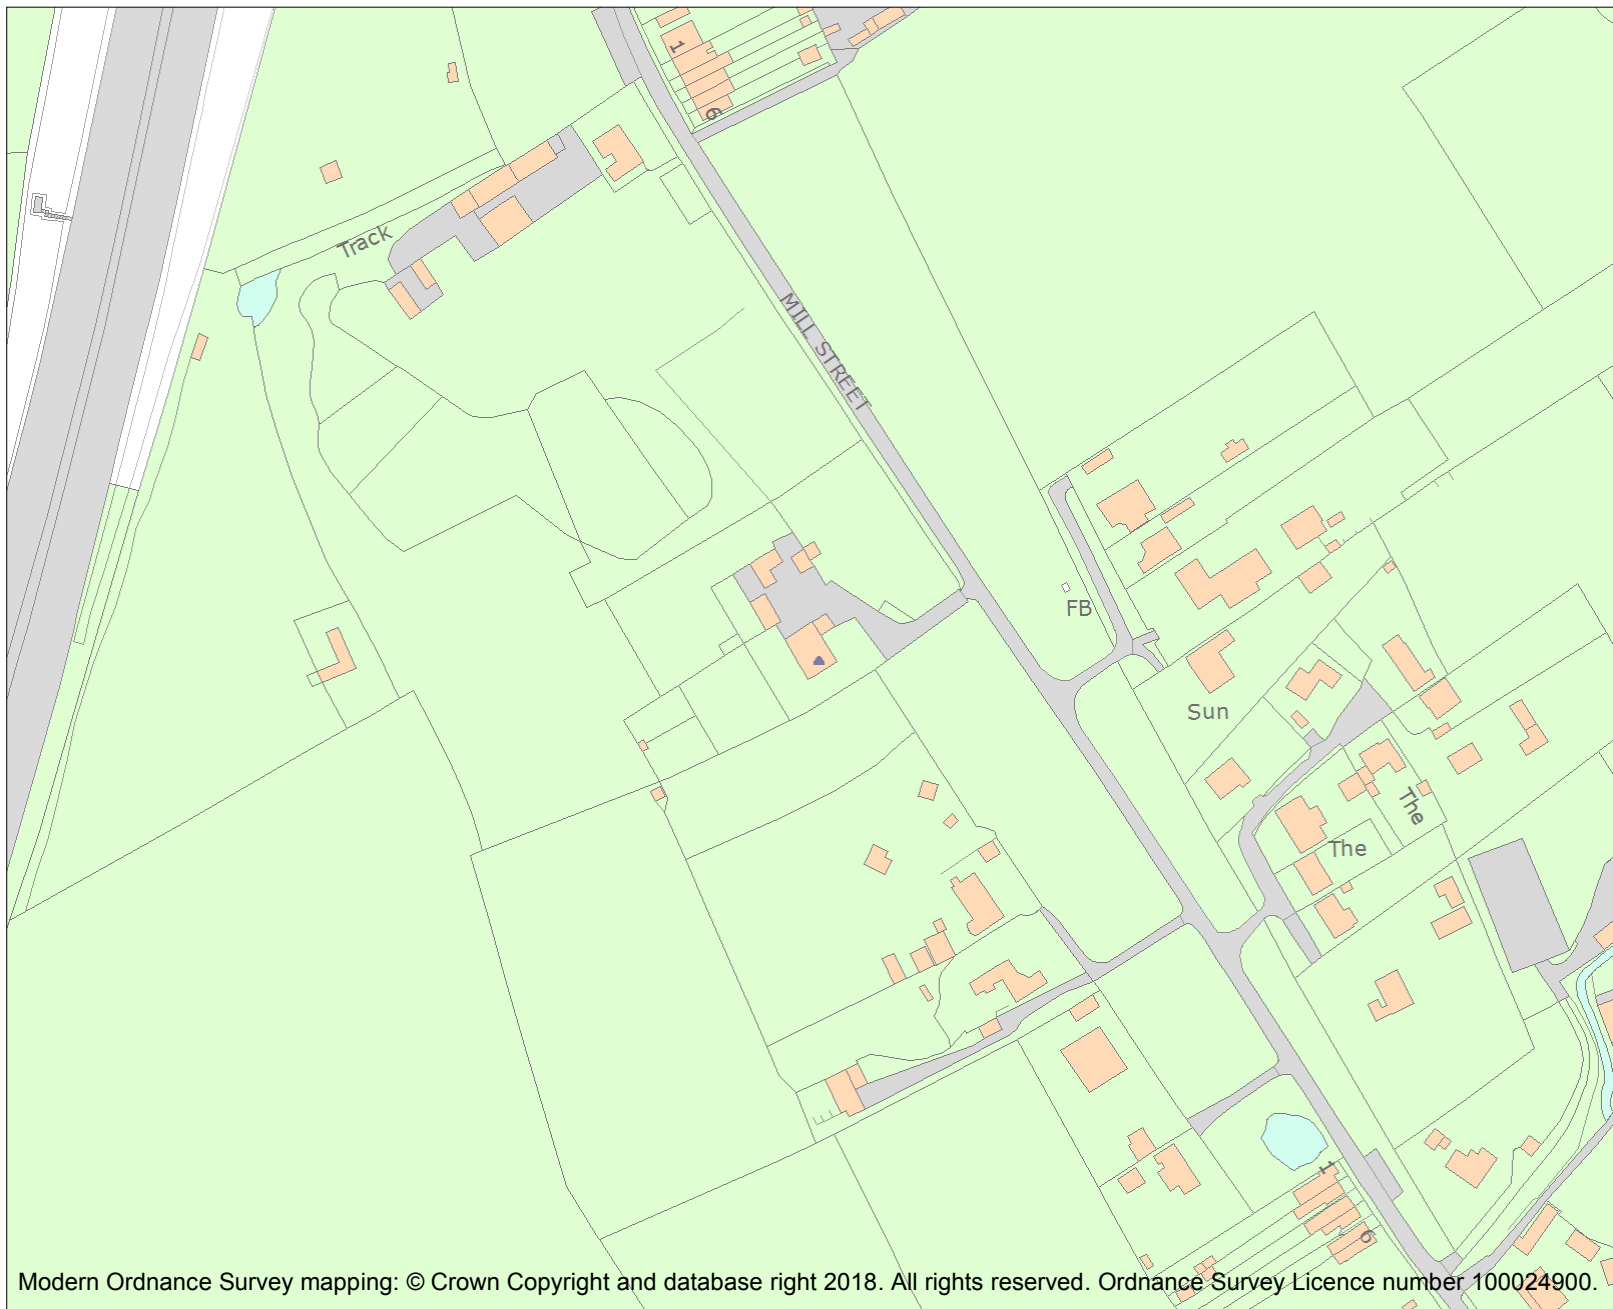 1
6
Track
MILL STREET
FB
Sun
The
The
1
6
Modern Ordnance Survey mapping: © Crown Copyright and database right 2018. All rights reserved. Ordnance Survey Licence number 100024900.